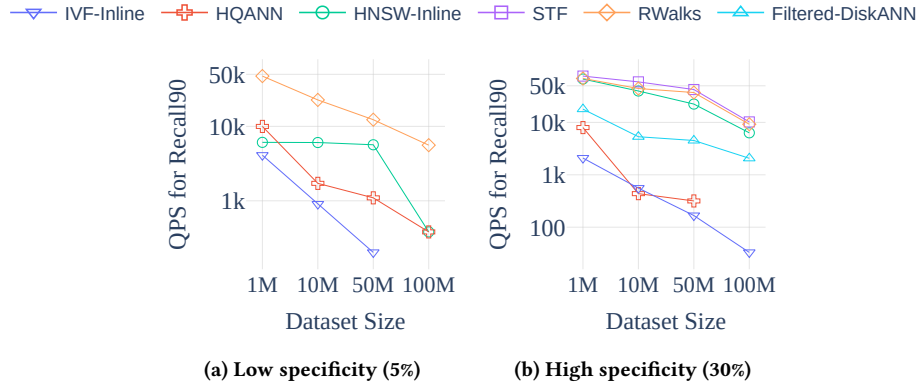 IVF-Inline HQANN HNSW-Inline STF RWalks Filtered-DiskANN
QPS for Recall90
50k
10k
1k
1M 10M 50M 100M
Dataset Size
(a) Low specificity (5%)
QPS for Recall90
50k
10k
1k
100
1M 10M 50M 100M
Dataset Size
(b) High specificity (30%)